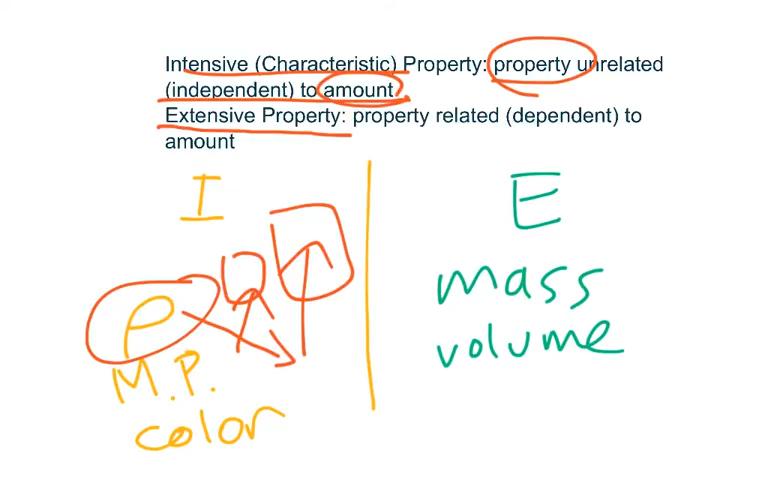 Intensive (Characteristic) Property: property unrelated
(independent) to amount
Extensive Property: property related (dependent) to
amount
I
E
ρ
mass
volume
M.P.
color